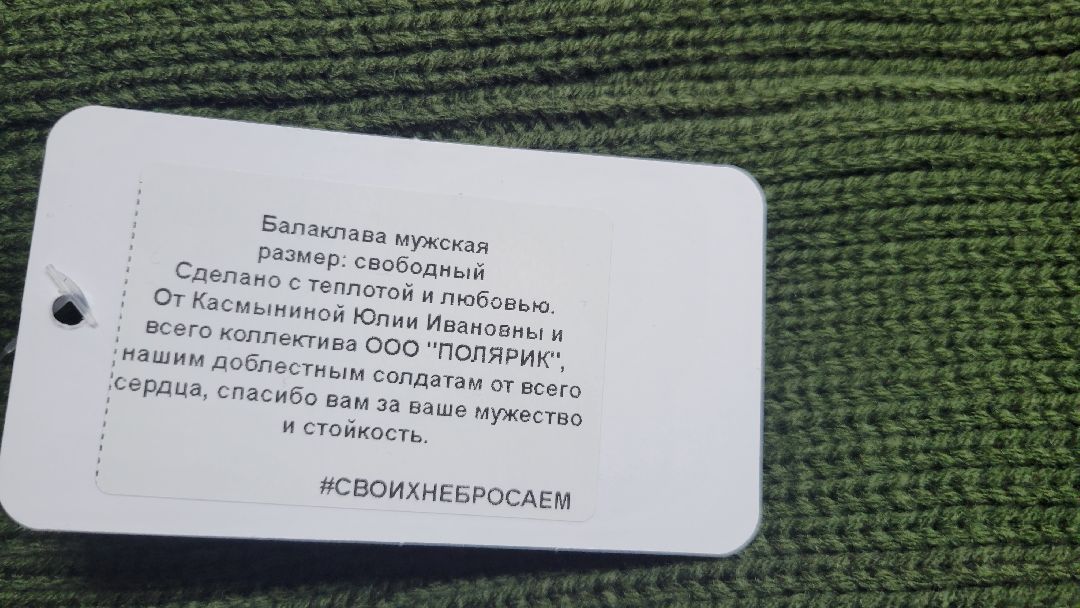 Балаклава мужская
размер: свободный
Сделано с теплотой и любовью.
От Касмыниной Юлии Ивановны и
всего коллектива ООО "ПОЛЯРИК",
нашим доблестным солдатам от всего
сердца, спасибо вам за ваше мужество
и стойкость.
#СВОИХНЕБРОСАЕМ